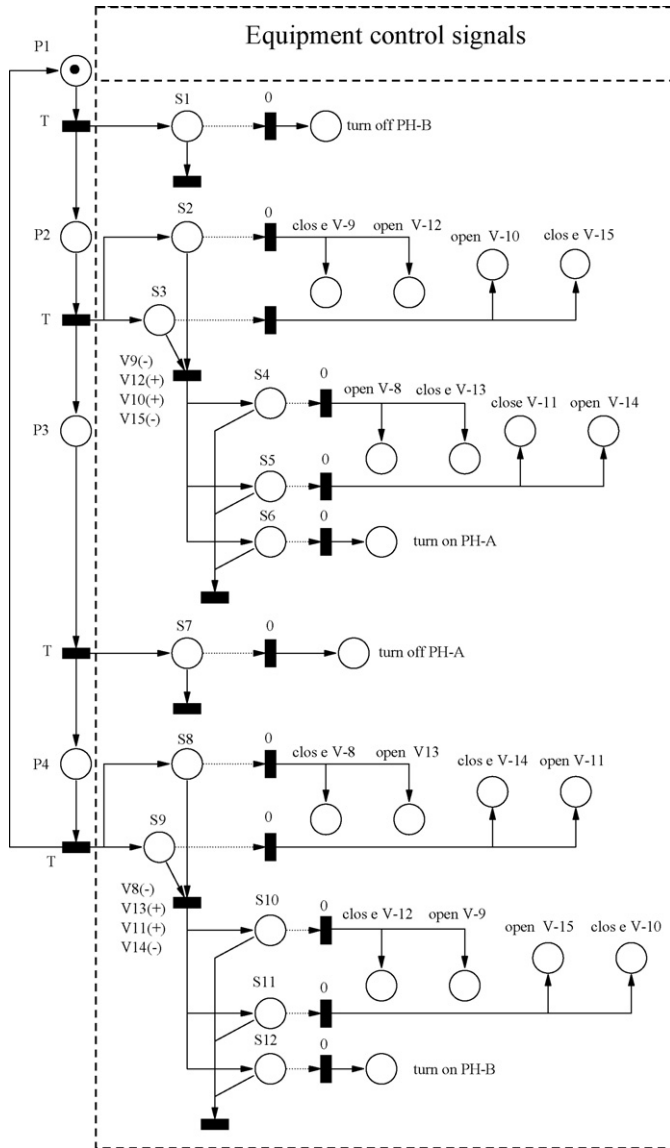 Equipment control signals
P1
T
S1
0
turn off PH-B
P2
S2
0
clos e V-9
open V-12
open V-10
clos e V-15
S3
0
T
V9(-)
V12(+)
V10(+)
V15(-)
S4
0
open V-8
clos e V-13
close V-11
open V-14
P3
S5
0
S6
0
turn on PH-A
T
S7
0
turn off PH-A
P4
S8
0
clos e V-8
open V13
clos e V-14
open V-11
S9
0
T
V8(-)
V13(+)
V11(+)
V14(-)
S10
0
clos e V-12
open V-9
open V-15
clos e V-10
S11
0
S12
0
turn on PH-B